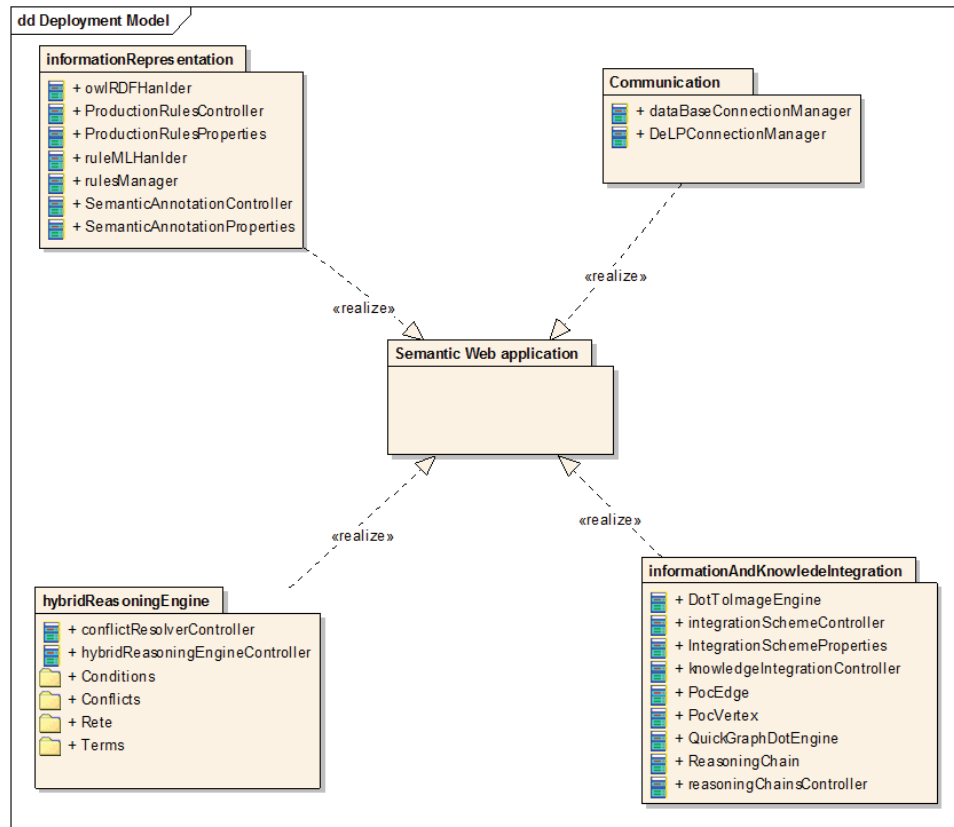 dd Deployment Model
informationRepresentation
+ owlRDFHanlder
+ ProductionRulesController
+ ProductionRulesProperties
+ ruleMLHanlder
+ rulesManager
+ SemanticAnnotationController
+ SemanticAnnotationProperties
Communication
+ dataBaseConnectionManager
+ DeLPConnectionManager
«realize»
«realize»
Semantic Web application
«realize»
«realize»
hybridReasoningEngine
+ conflictResolverController
+ hybridReasoningEngineController
+ Conditions
+ Conflicts
+ Rete
+ Terms
informationAndKnowledeIntegration
+ DotToImageEngine
+ integrationSchemeController
+ IntegrationSchemeProperties
+ knowledgeIntegrationController
+ PocEdge
+ PocVertex
+ QuickGraphDotEngine
+ ReasoningChain
+ reasoningChainsController